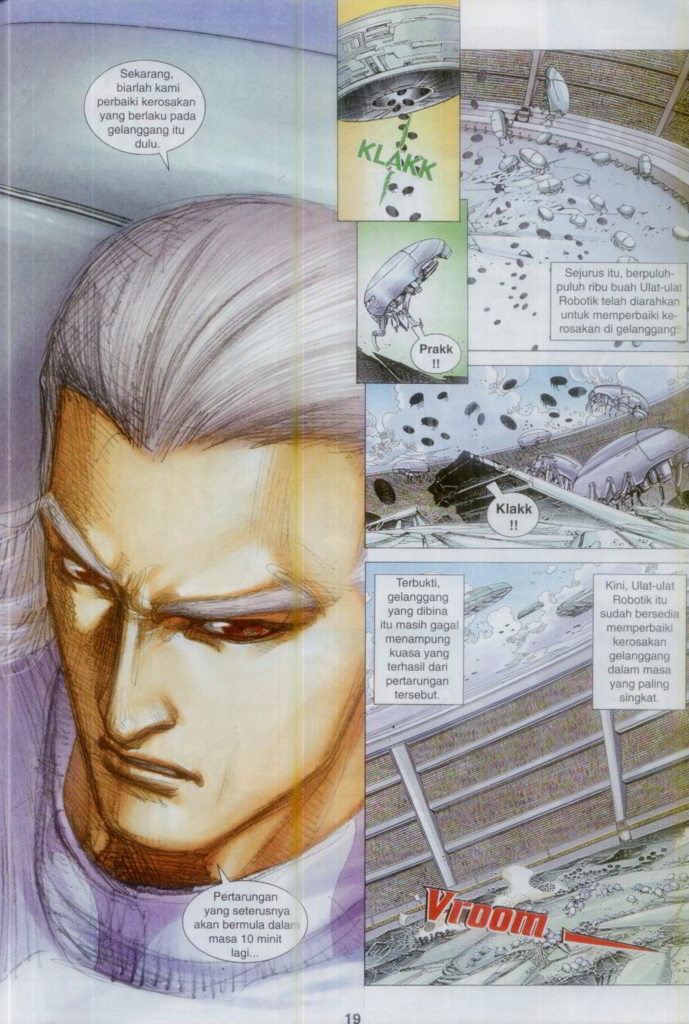 Sekarang,
biarlah kami
perbaiki kerosakan
yang berlaku pada
gelanggang itu
dulu.
KLAKK
Sejurus itu, berpuluh-
puluh ribu buah Ulat-ulat
Robotik telah diarahkan
untuk memperbaiki ke-
rosakan di gelanggang.
Prakk
!!
Klakk
!!
Terbukti,
gelanggang
yang dibina
itu masih gagal
menampung
kuasa yang
terhasil dari
pertarungan
tersebut.
Kini, Ulat-ulat
Robotik itu
sudah bersedia
memperbaiki
kerosakan
gelanggang
dalam masa
yang paling
singkat.
Pertarungan
yang seterusnya
akan bermula dalam
masa 10 minit
lagi...
Vroom
19